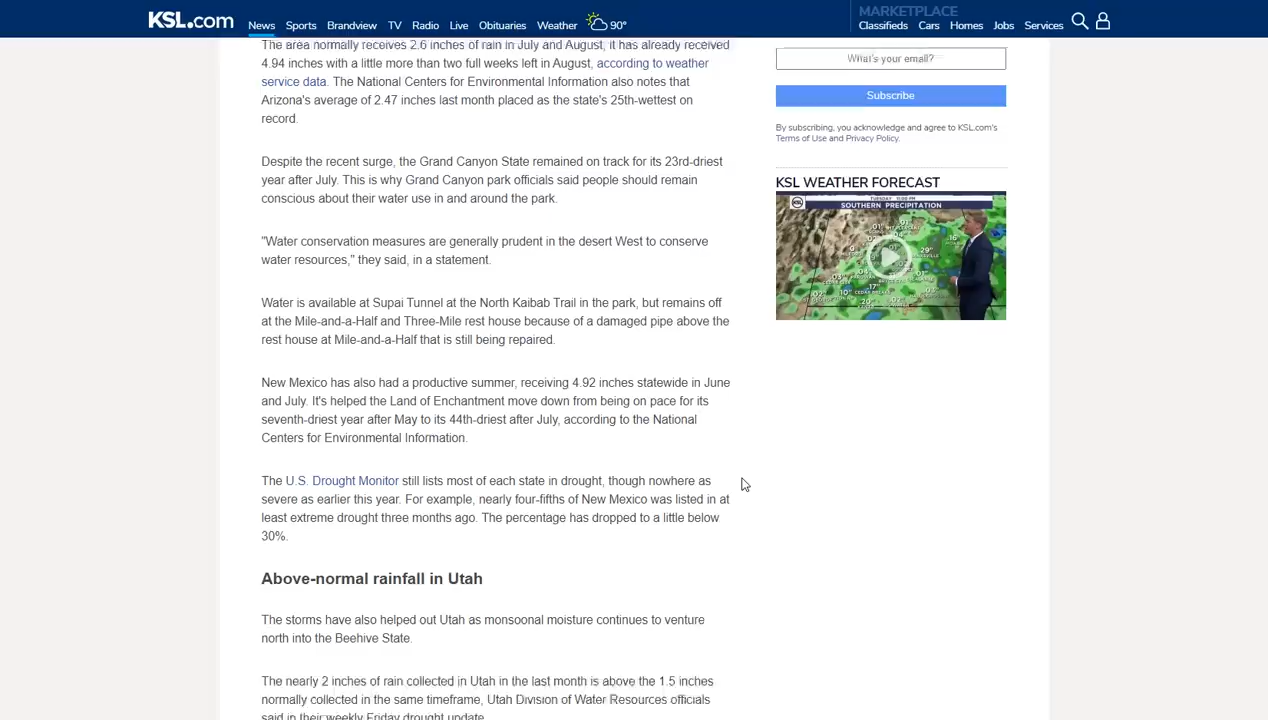 KSL.com News Sports Brandview TV Radio Live Obituaries Weather 90°
MARKETPLACE
Classifieds Cars Homes Jobs Services
The area normally receives 2.6 inches of rain in July and August; it has already received
4.94 inches with a little more than two full weeks left in August, according to weather
service data. The National Centers for Environmental Information also notes that
Arizona's average of 2.47 inches last month placed as the state's 25th-wettest on
record.
Despite the recent surge, the Grand Canyon State remained on track for its 23rd-driest
year after July. This is why Grand Canyon park officials said people should remain
conscious about their water use in and around the park.
"Water conservation measures are generally prudent in the desert West to conserve
water resources," they said, in a statement.
Water is available at Supai Tunnel at the North Kaibab Trail in the park, but remains off
at the Mile-and-a-Half and Three-Mile rest house because of a damaged pipe above the
rest house at Mile-and-a-Half that is still being repaired.
New Mexico has also had a productive summer, receiving 4.92 inches statewide in June
and July. It's helped the Land of Enchantment move down from being on pace for its
seventh-driest year after May to its 44th-driest after July, according to the National
Centers for Environmental Information.
The U.S. Drought Monitor still lists most of each state in drought, though nowhere as
severe as earlier this year. For example, nearly four-fifths of New Mexico was listed in at
least extreme drought three months ago. The percentage has dropped to a little below
30%.
Above-normal rainfall in Utah
The storms have also helped out Utah as monsoonal moisture continues to venture
north into the Beehive State.
The nearly 2 inches of rain collected in Utah in the last month is above the 1.5 inches
normally collected in the same timeframe, Utah Division of Water Resources officials
said in their weekly Friday drought update.
What's your email?
Subscribe
By subscribing, you acknowledge and agree to KSL.com's
Terms of Use and Privacy Policy.
KSL WEATHER FORECAST
SOUTHERN PRECIPITATION